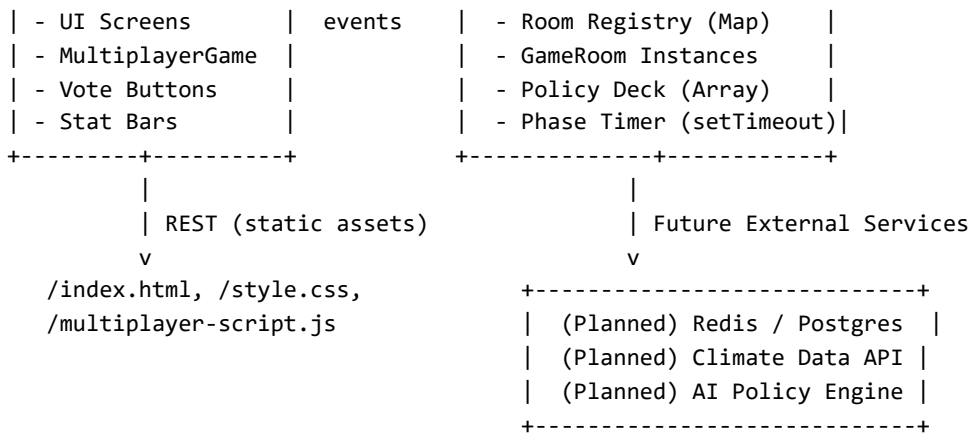 | - UI Screens | events | - Room Registry (Map) |
| - MultiplayerGame | | - GameRoom Instances |
| - Vote Buttons | | - Policy Deck (Array) |
| - Stat Bars | | - Phase Timer (setTimeout)|
+---------+----------+ +--------------+------------+
| |
| REST (static assets) | Future External Services
v v
/index.html, /style.css, +-----------------------------+
/multiplayer-script.js | (Planned) Redis / Postgres |
| (Planned) Climate Data API |
| (Planned) AI Policy Engine |
+-----------------------------+